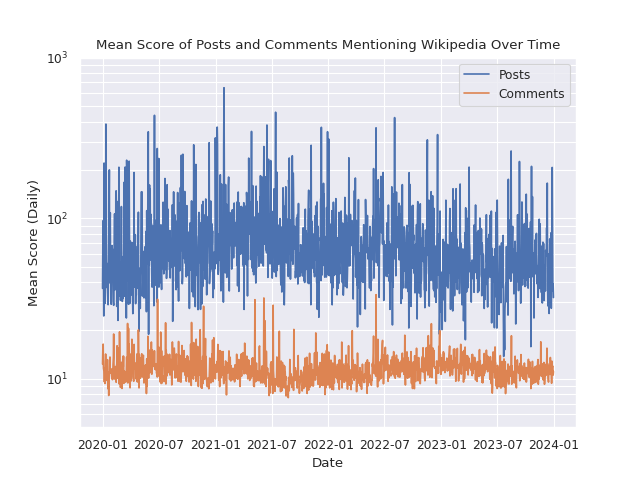 Mean Score of Posts and Comments Mentioning Wikipedia Over Time
10³
Posts
Comments
10²
10¹
Mean Score (Daily)
2020-01 2020-07 2021-01 2021-07 2022-01 2022-07 2023-01 2023-07 2024-01
Date